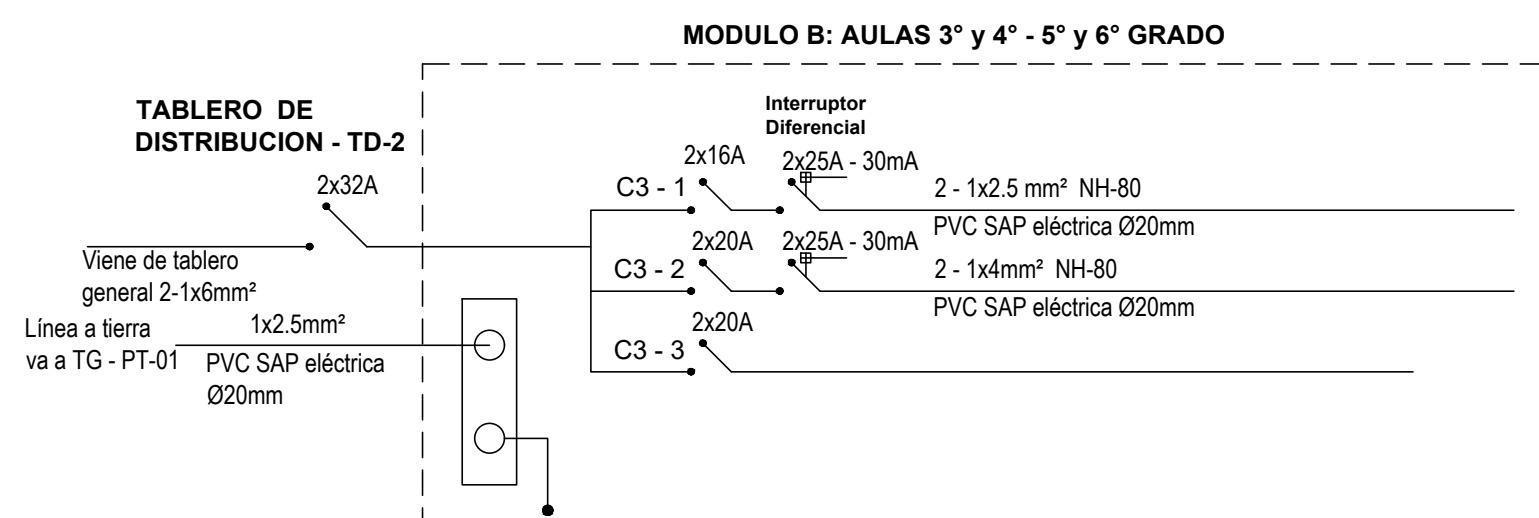 MODULO B: AULAS 3° y 4° - 5° y 6° GRADO
TABLERO DE
DISTRIBUCION - TD-2
2x32A
Viene de tablero
general 2-1x6mm²
Línea a tierra
va a TG - PT-01
1x2.5mm²
PVC SAP eléctrica
Ø20mm
Interruptor
Diferencial
C3 - 1
2x16A
2x25A - 30mA
2 - 1x2.5 mm² NH-80
PVC SAP eléctrica Ø20mm
C3 - 2
2x20A
2x25A - 30mA
2 - 1x4mm² NH-80
PVC SAP eléctrica Ø20mm
C3 - 3
2x20A